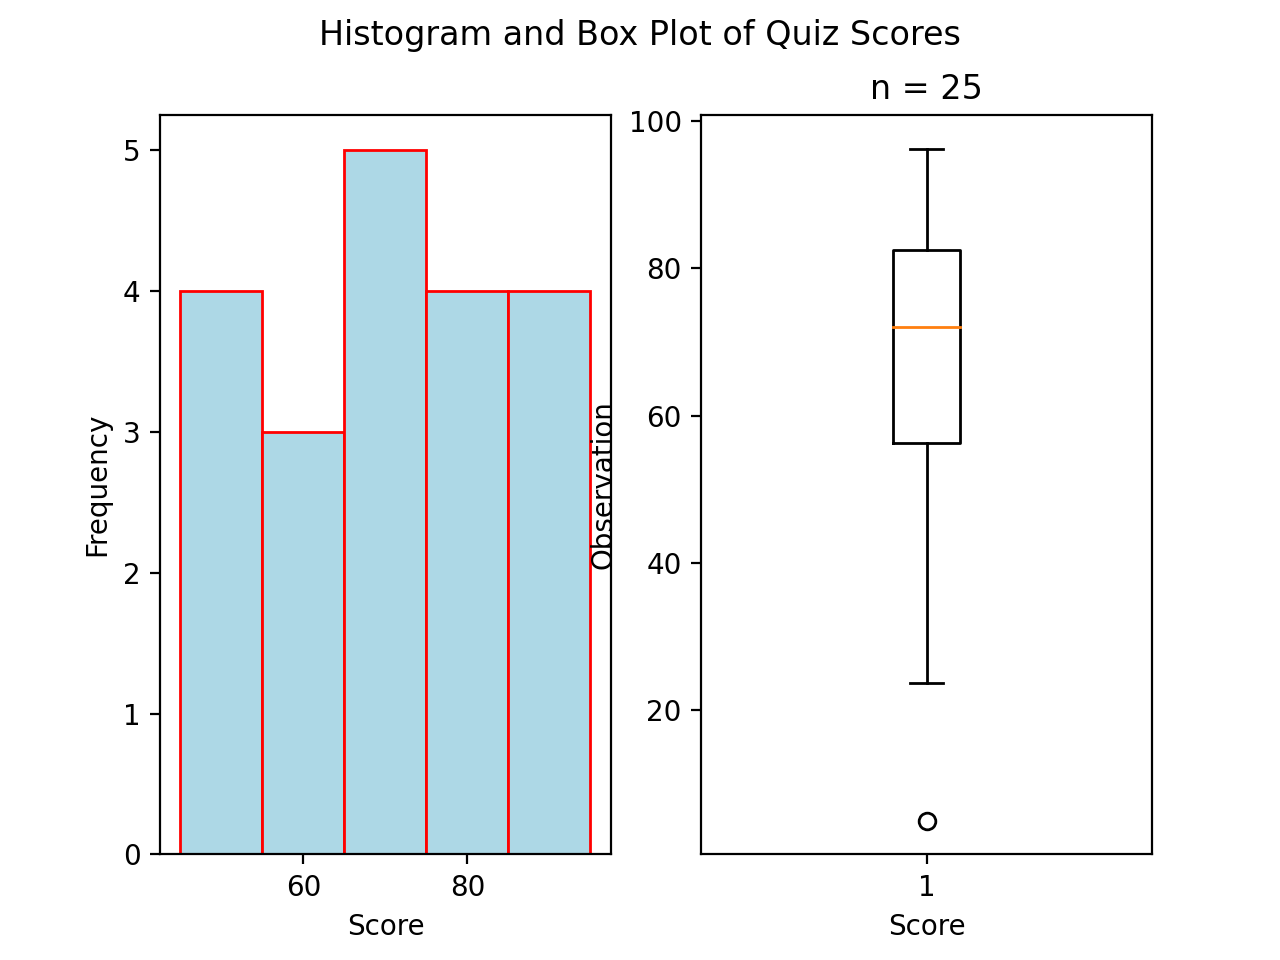 Histogram and Box Plot of Quiz Scores
5
4
3
2
1
0
Frequency
60
80
Score
n = 25
100
80
60
40
20
Observation
1
Score